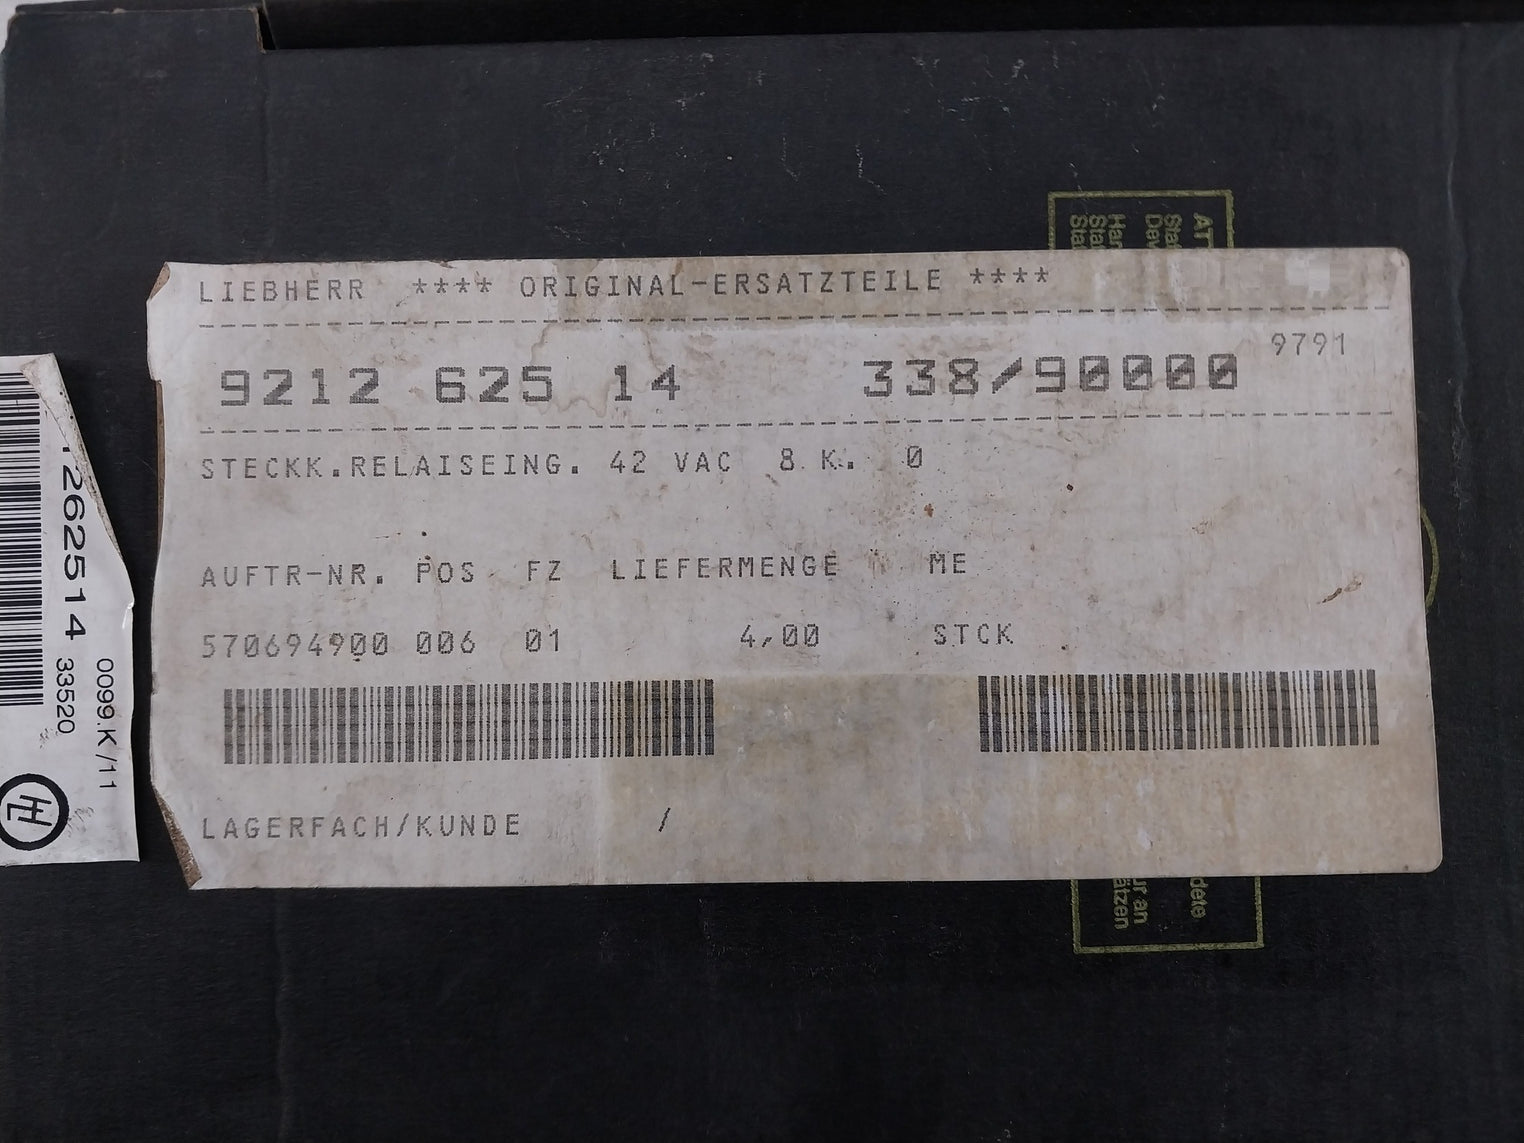 LIEBHERR **** ORIGINAL-ERSATZTEILE ****
9791
9212 625 14 338/90000
STECKK.RELAISEING. 42 VAC 8 K. 0
AUFTR-NR. POS FZ LIEFERMENGE ME
570694900 006 01 4,00 STCK
LAGERFACH/KUNDE /
262514
33520
0099.K/11